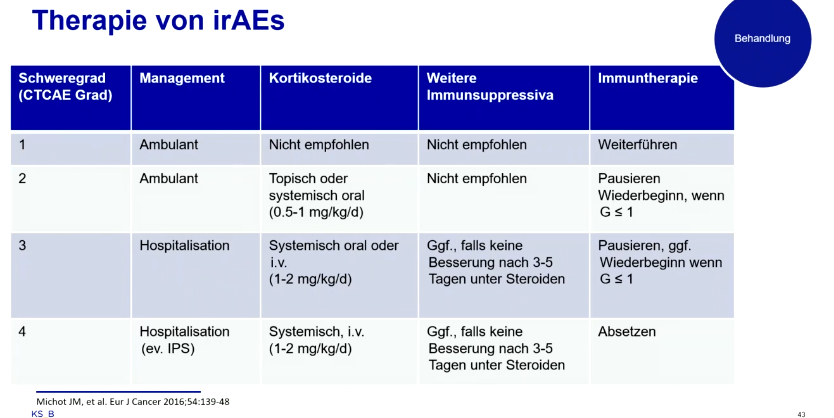 Therapie von irAEs
Behandlung
Schweregrad
(CTCAE Grad)
Management
Kortikosteroide
Weitere
Immunsuppressiva
Immuntherapie
1
Ambulant
Nicht empfohlen
Nicht empfohlen
Weiterführen
2
Ambulant
Topisch oder
systemisch oral
(0.5-1 mg/kg/d)
Nicht empfohlen
Pausieren
Wiederbeginn, wenn
G ≤ 1
3
Hospitalisation
Systemisch oral oder
i.v.
(1-2 mg/kg/d)
Ggf., falls keine
Besserung nach 3-5
Tagen unter Steroiden
Pausieren, ggf.
Wiederbeginn wenn
G ≤ 1
4
Hospitalisation
(ev. IPS)
Systemisch, i.v.
(1-2 mg/kg/d)
Ggf., falls keine
Besserung nach 3-5
Tagen unter Steroiden
Absetzen
Michot JM, et al. Eur J Cancer 2016;54:139-48
KS_B
43